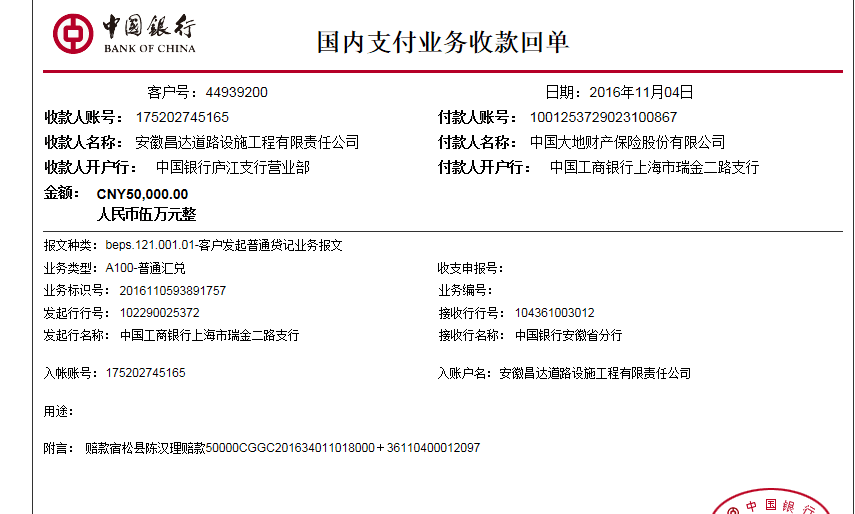 中国银行
BANK OF CHINA
国内支付业务收款回单
客户号：44939200 日期：2016年11月04日
收款人账号： 175202745165 付款人账号： 1001253729023100867
收款人名称： 安徽昌达道路设施工程有限责任公司 付款人名称： 中国大地财产保险股份有限公司
收款人开户行： 中国银行庐江支行营业部 付款人开户行： 中国工商银行上海市瑞金二路支行
金额： CNY50,000.00
人民币伍万元整
报文种类：beps.121.001.01-客户发起普通贷记业务报文
业务类型：A100-普通汇兑 收支申报号：
业务标识号： 2016110593891757 业务编号：
发起行行号： 102290025372 接收行行号： 104361003012
发起行名称： 中国工商银行上海市瑞金二路支行 接收行名称： 中国银行安徽省分行
入帐账号：175202745165 入账户名：安徽昌达道路设施工程有限责任公司
用途：
附言： 赔款宿松县陈汉理赔款50000CGGC201634011018000＋36110400012097
中国银行